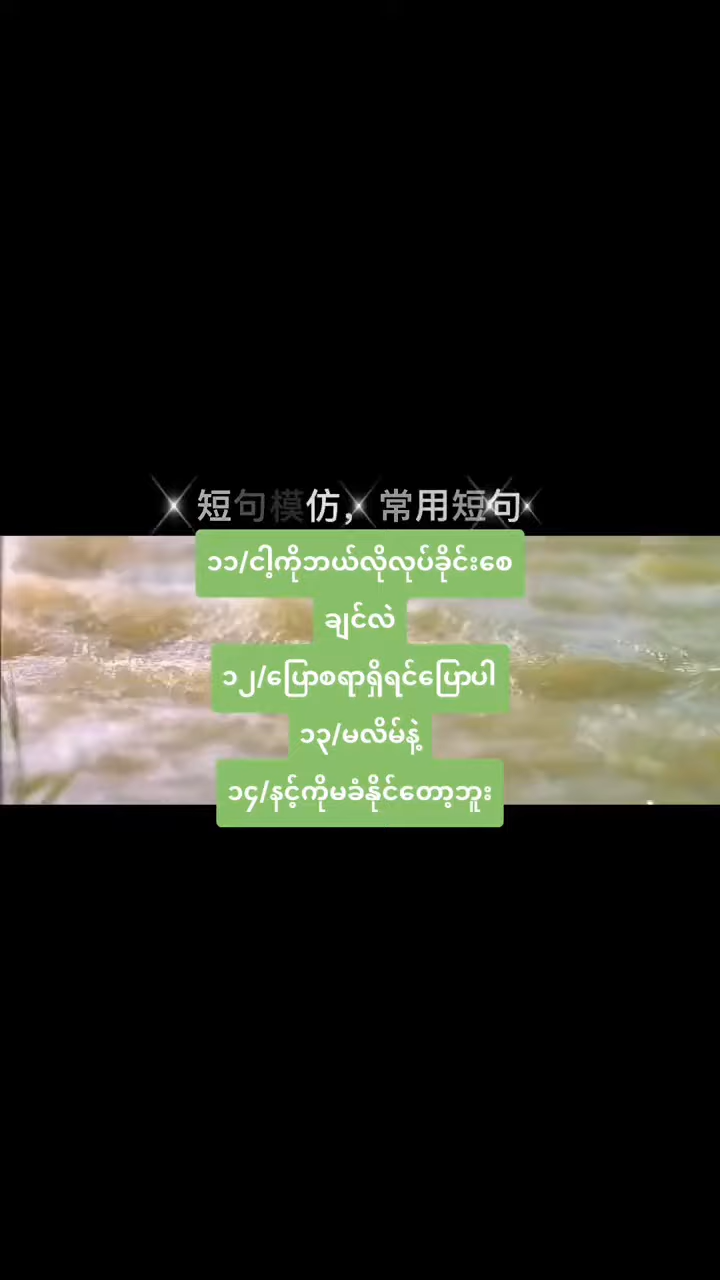 短句模仿, 常用短句
၁၁/ငါ့ကိုဘယ်လိုလုပ်ခိုင်းစေ
ချင်လဲ
၁၂/ပြောစရာရှိရင်ပြောပါ
၁၃/မလိမ်နဲ့
၁၄/နင့်ကိုမခံနိုင်တော့ဘူး